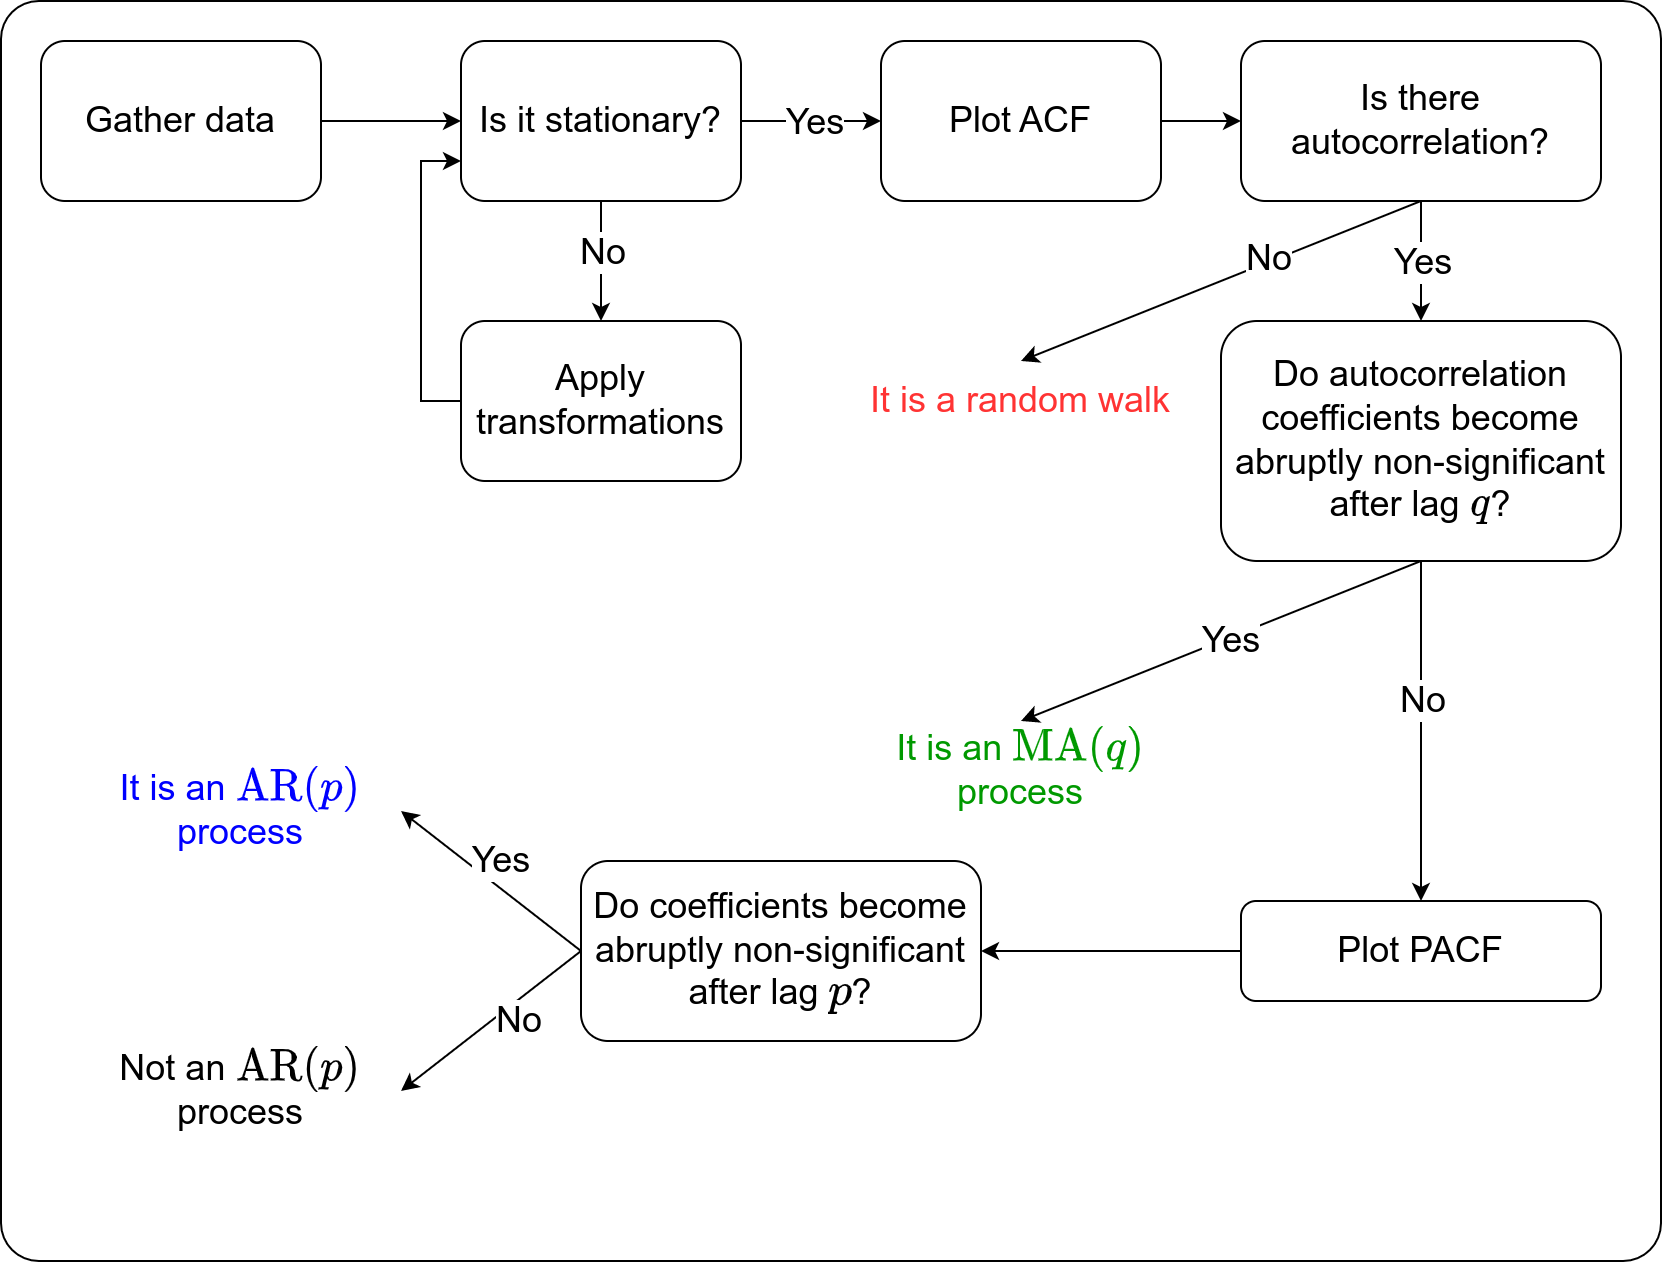 Gather data
Is it stationary?
Yes
Plot ACF
Is there
autocorrelation?
No
No
Yes
Apply
transformations
It is a random walk
Do autocorrelation
coefficients become
abruptly non-significant
after lag q?
Yes
No
It is an MA(q)
process
It is an AR(p)
process
Yes
Do coefficients become
abruptly non-significant
after lag p?
Plot PACF
No
Not an AR(p)
process